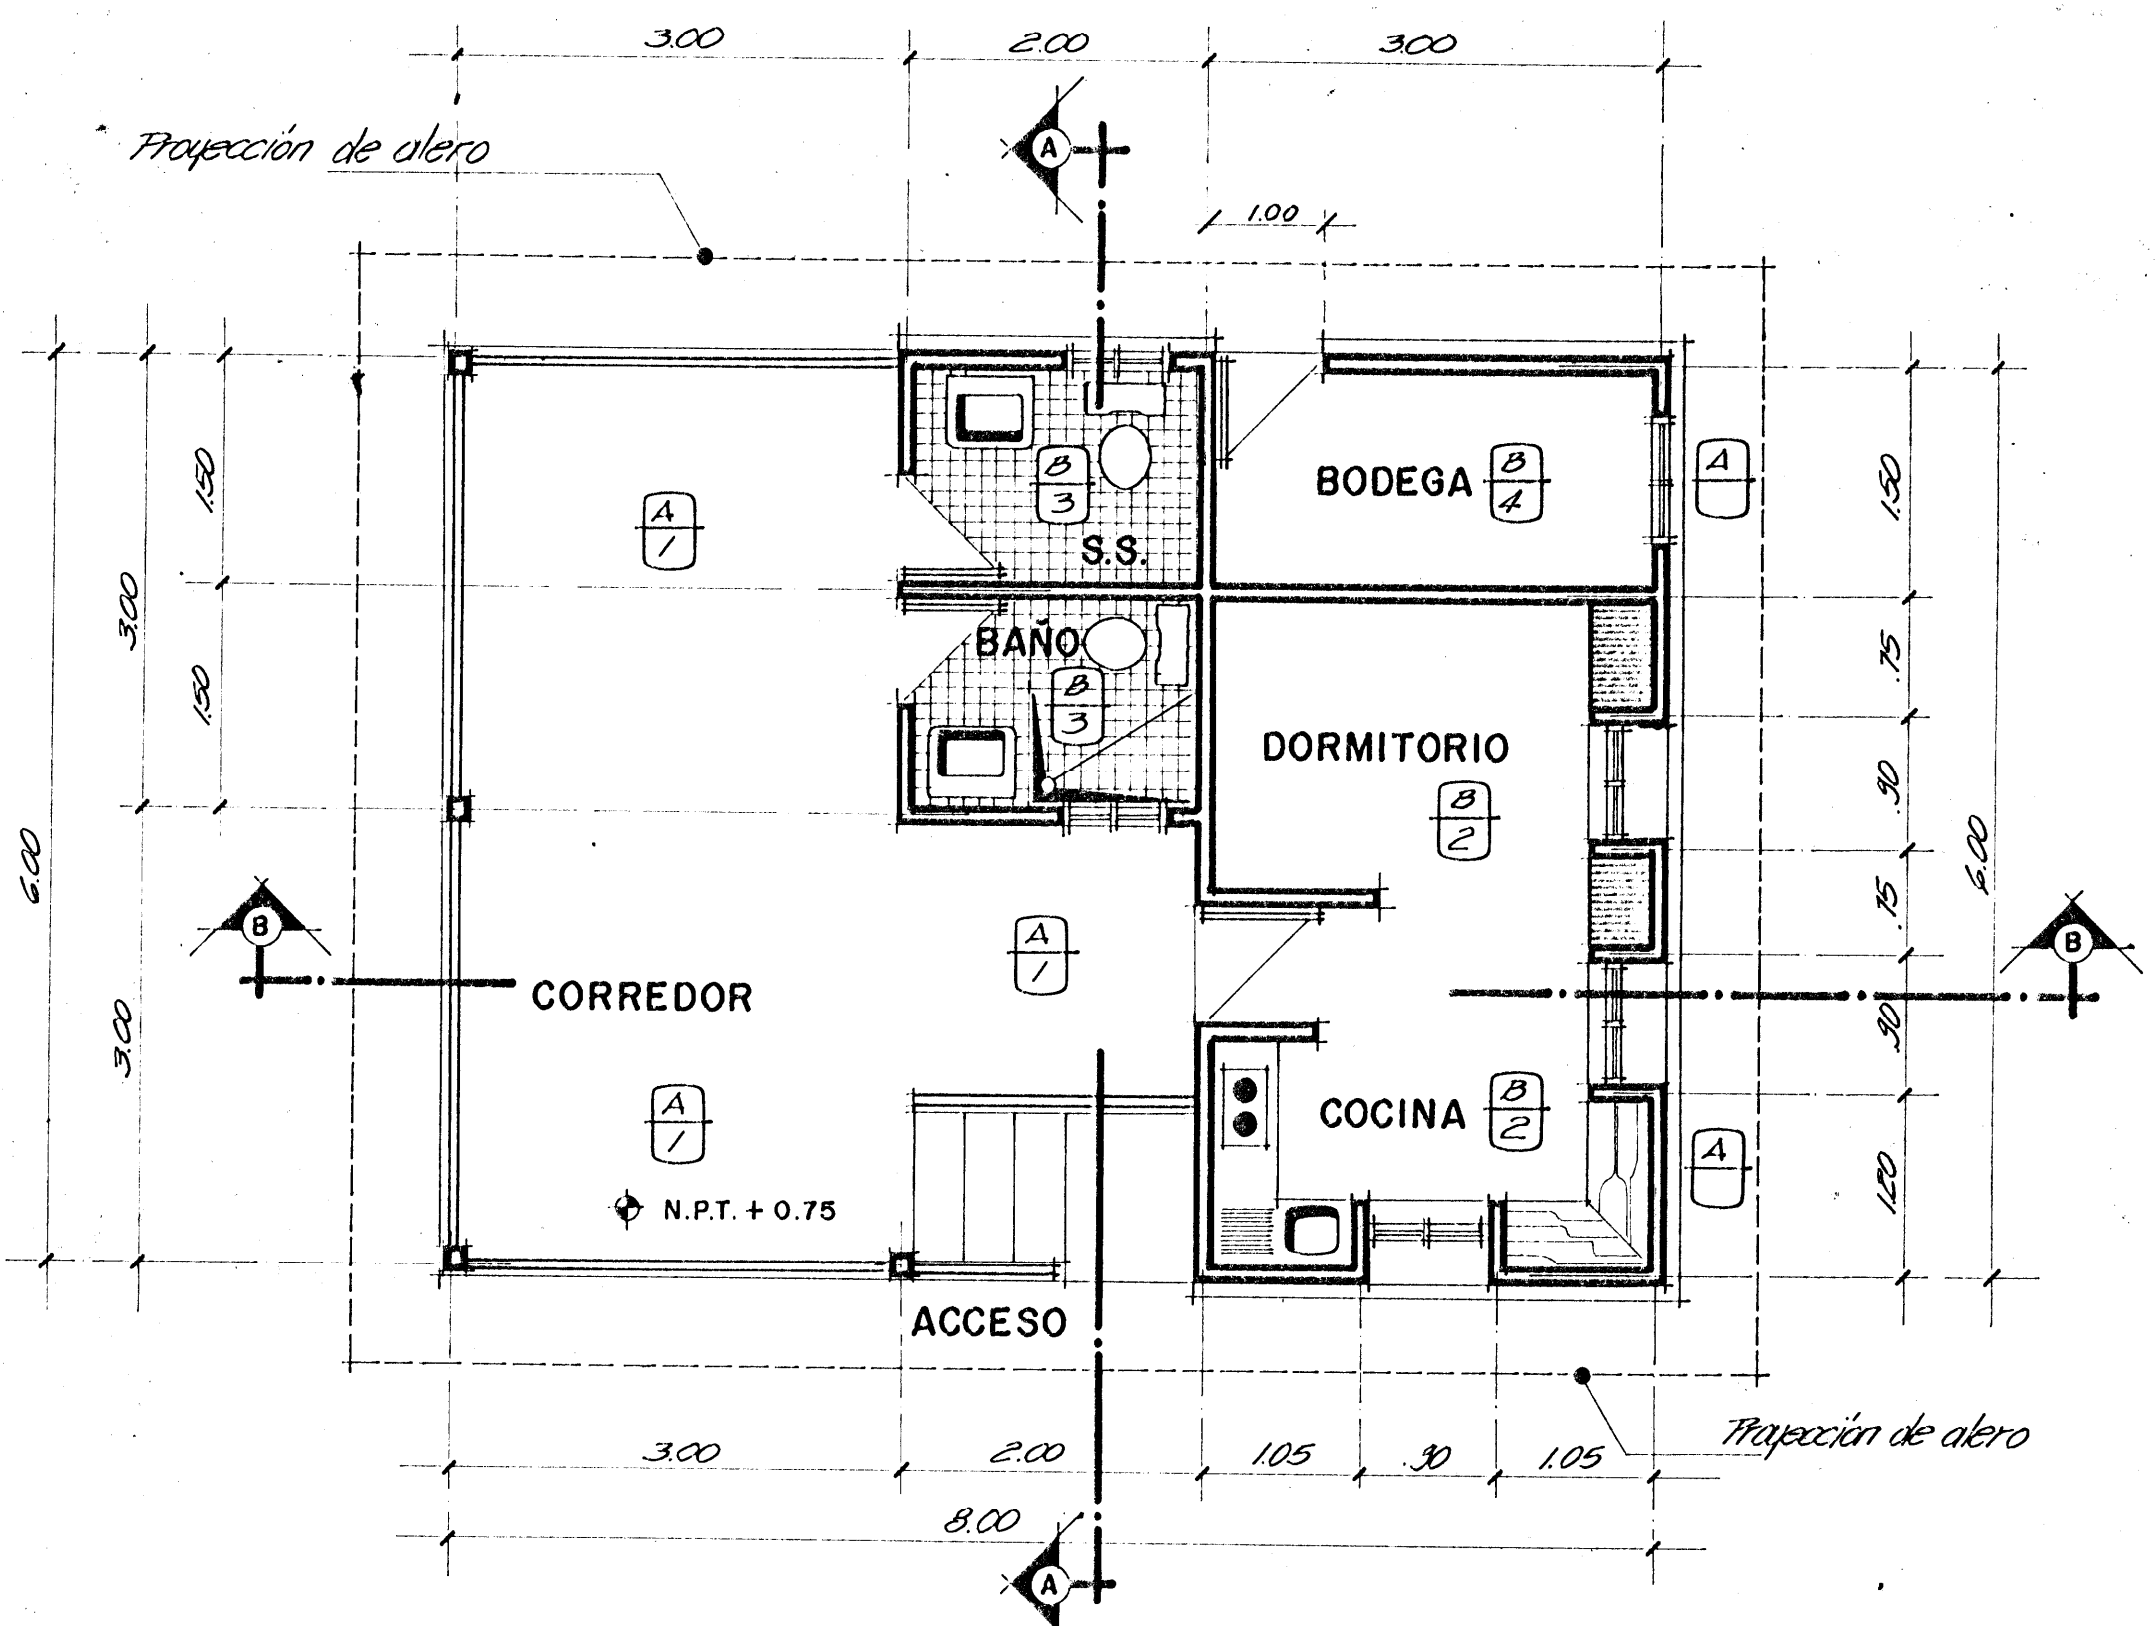 3.00
2.00
3.00
Proyección de alero
A
1.00
1.50
3.00
1.50
6.00
3.00
A
1
B
3
S.S.
BODEGA
B
4
A
1.50
BAÑO
B
3
DORMITORIO
B
2
.75
.90
.75
6.00
.90
1.20
B
B
CORREDOR
A
1
A
1
N.P.T. + 0.75
COCINA
B
2
A
ACCESO
Proyección de alero
3.00
2.00
1.05
.90
1.05
8.00
A